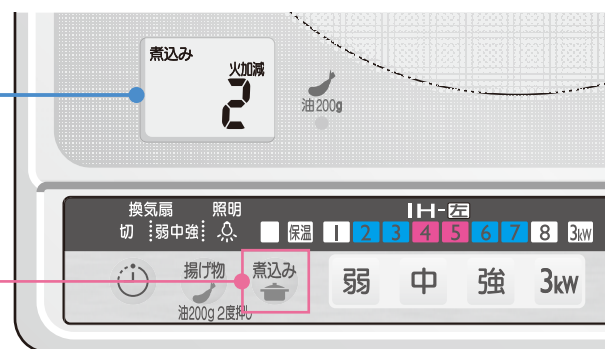 煮込み
火加減
2
油200g
換気扇 照明 IH-左
切 弱中強 保温 1 2 3 4 5 6 7 8 3kW
揚げ物 煮込み 弱 中 強 3kW
油200g 2度押し